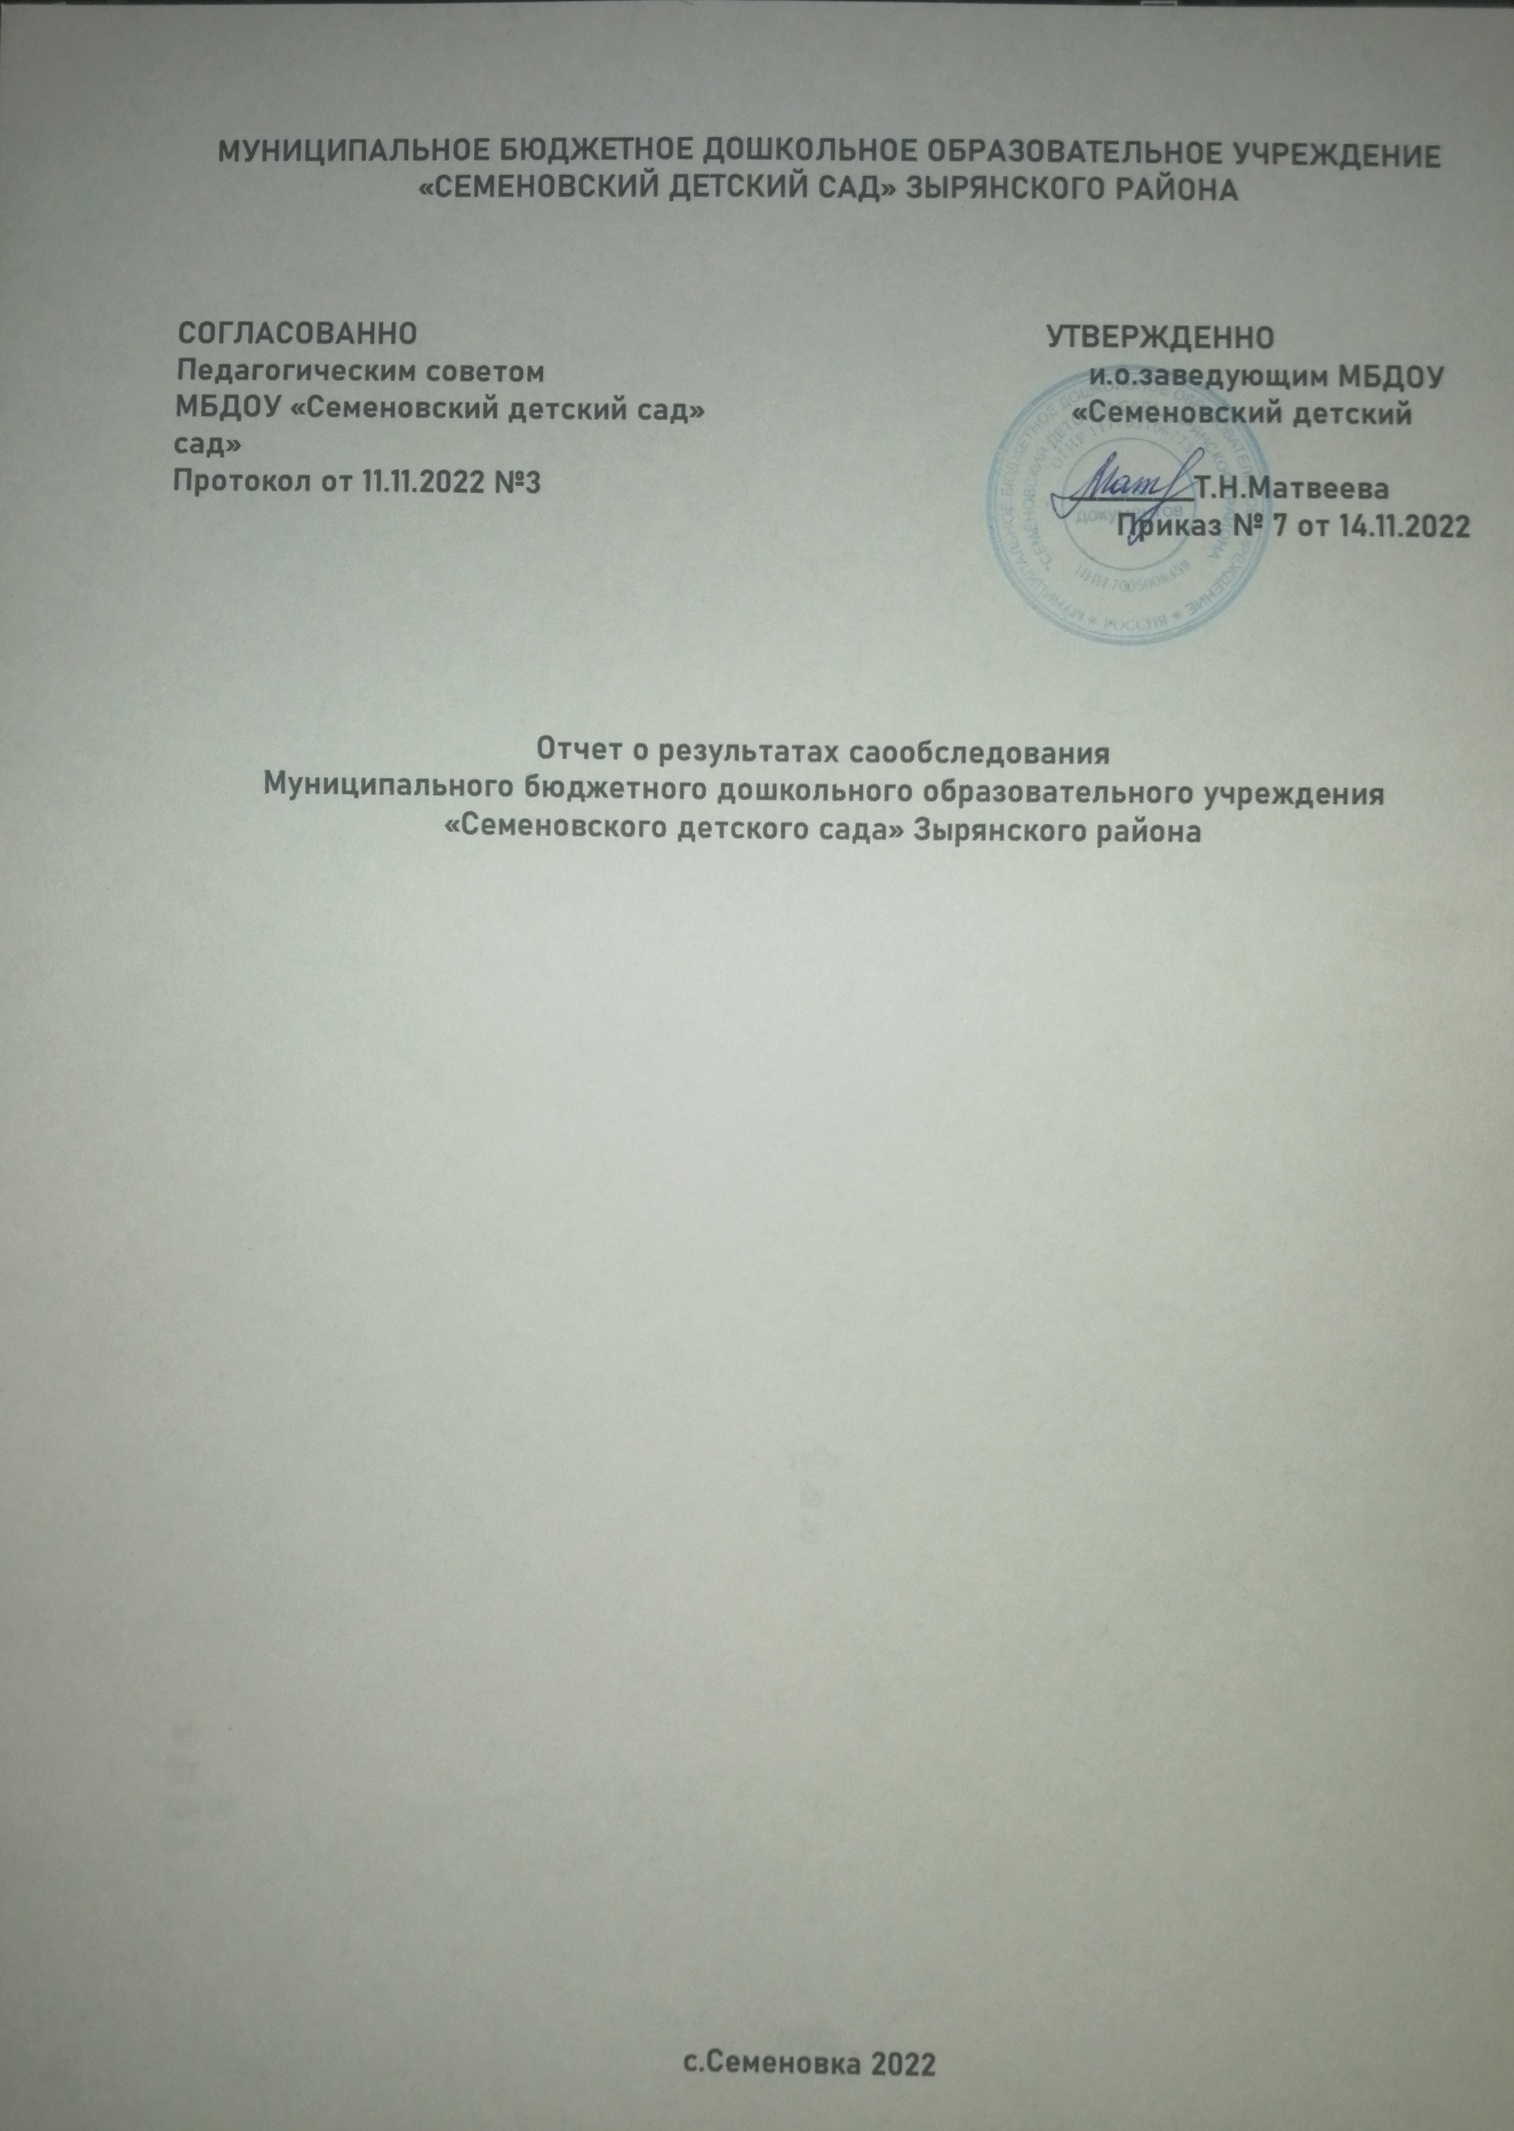 МУНИЦИПАЛЬНОЕ БЮДЖЕТНОЕ ДОШКОЛЬНОЕ ОБРАЗОВАТЕЛЬНОЕ УЧРЕЖДЕНИЕ
«СЕМЕНОВСКИЙ ДЕТСКИЙ САД» ЗЫРЯНСКОГО РАЙОНА
СОГЛАСОВАННО
Педагогическим советом
МБДОУ «Семеновский детский сад»
сад»
Протокол от 11.11.2022 №3
УТВЕРЖДЕННО
и.о.заведующим МБДОУ
«Семеновский детский
Т.Н.Матвеева
Приказ № 7 от 14.11.2022
документов
РОССИЯ
Отчет о результатах саообследования
Муниципального бюджетного дошкольного образовательного учреждения
«Семеновского детского сада» Зырянского района
с.Семеновка 2022